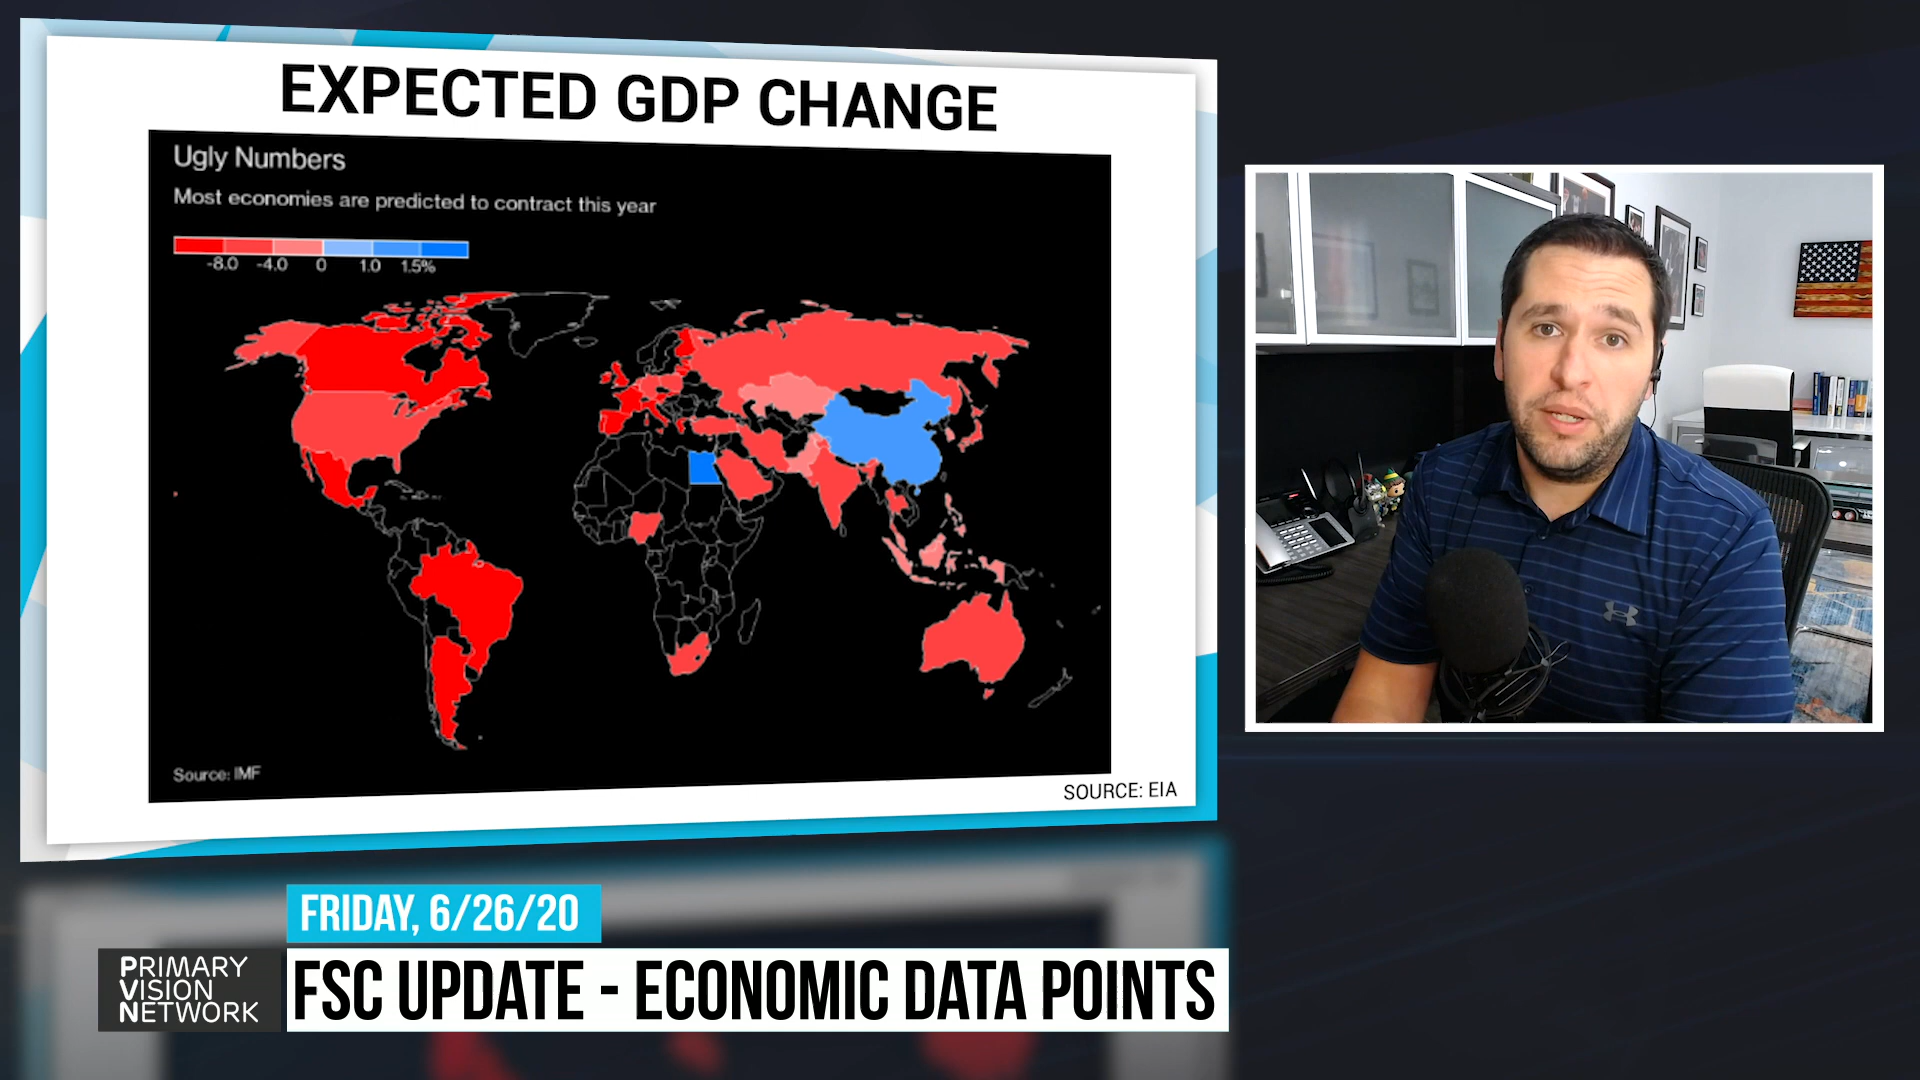 EXPECTED GDP CHANGE
Ugly Numbers
Most economies are predicted to contract this year
-8.0 -4.0 0 1.0 1.5%
Source: IMF
SOURCE: EIA
FRIDAY, 6/26/20
PRIMARY
VISION
NETWORK
FSC UPDATE - ECONOMIC DATA POINTS